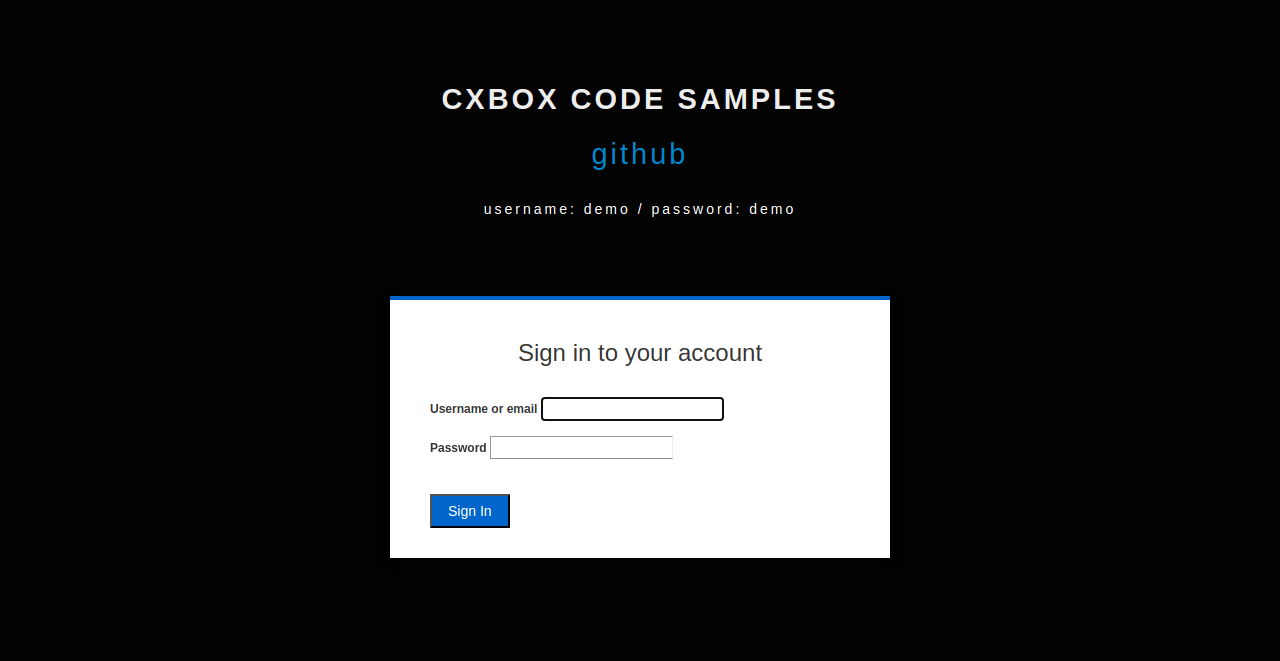 CXBOX CODE SAMPLES
github
username: demo / password: demo
Sign in to your account
Username or email
Password
Sign In